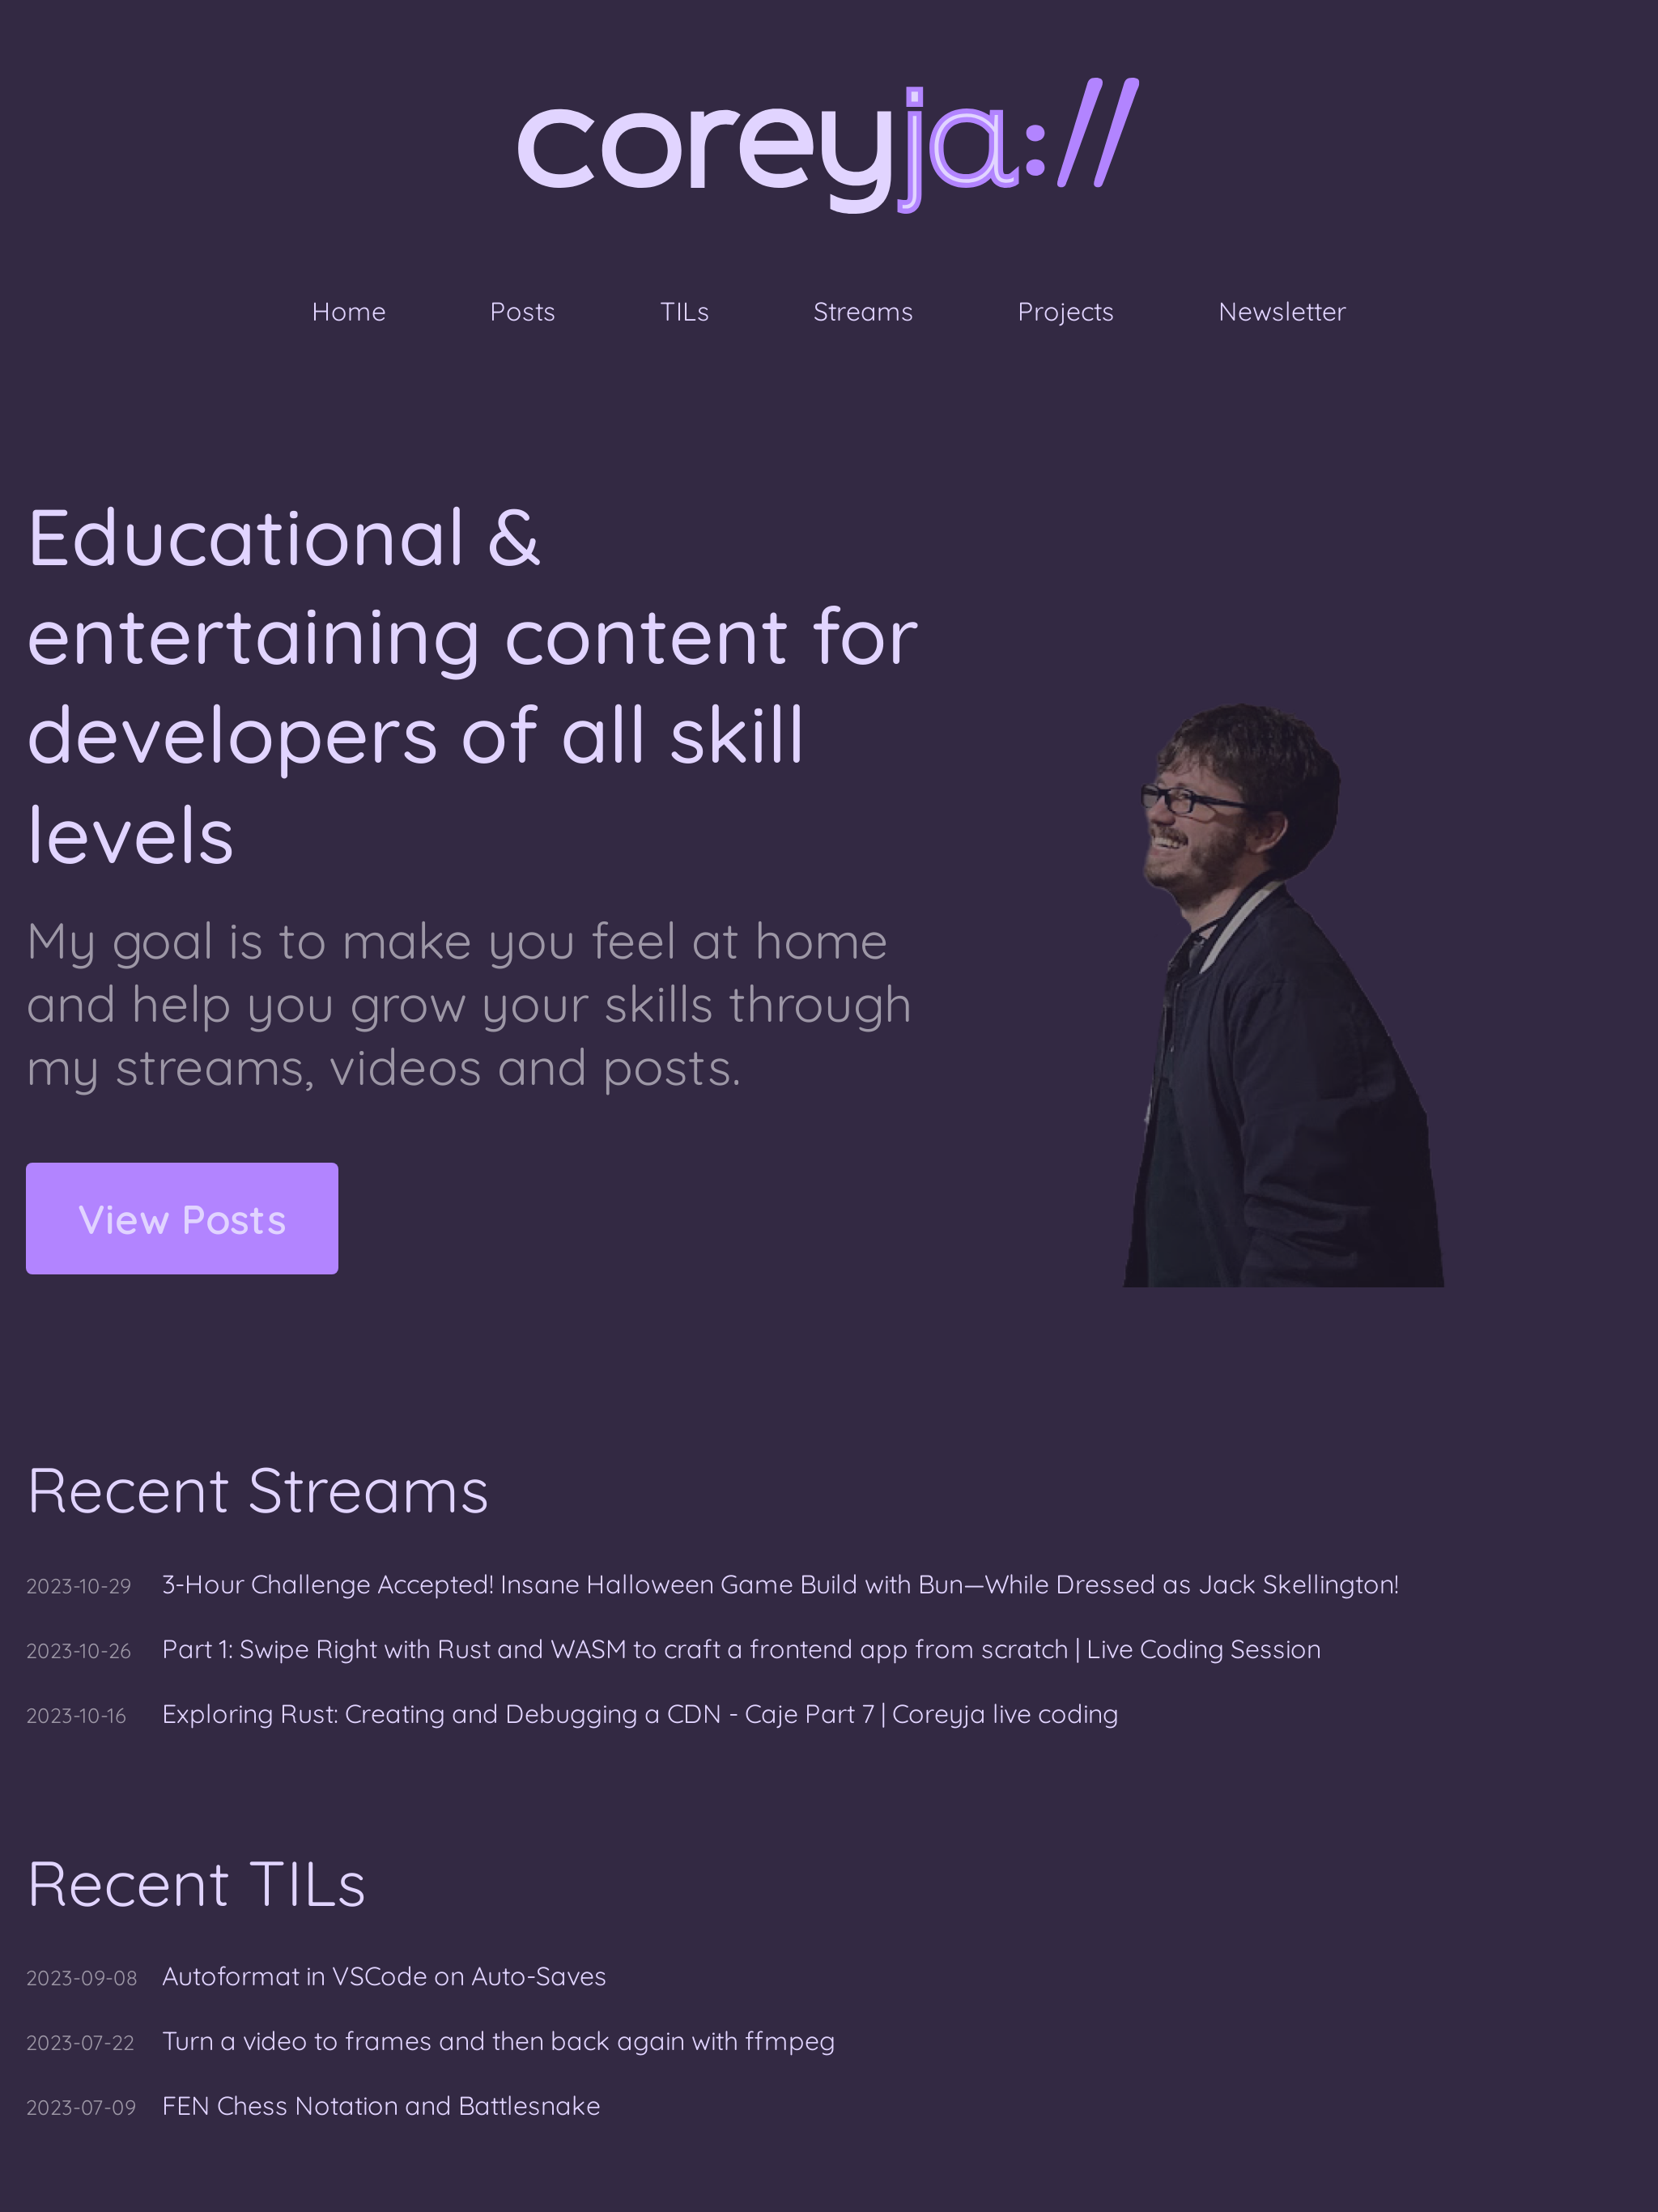 coreyja://
Home Posts TILs Streams Projects Newsletter
Educational &
entertaining content for
developers of all skill
levels
My goal is to make you feel at home
and help you grow your skills through
my streams, videos and posts.
View Posts
Recent Streams
2023-10-29 3-Hour Challenge Accepted! Insane Halloween Game Build with Bun—While Dressed as Jack Skellington!
2023-10-26 Part 1: Swipe Right with Rust and WASM to craft a frontend app from scratch | Live Coding Session
2023-10-16 Exploring Rust: Creating and Debugging a CDN - Caje Part 7 | Coreyja live coding
Recent TILs
2023-09-08 Autoformat in VSCode on Auto-Saves
2023-07-22 Turn a video to frames and then back again with ffmpeg
2023-07-09 FEN Chess Notation and Battlesnake